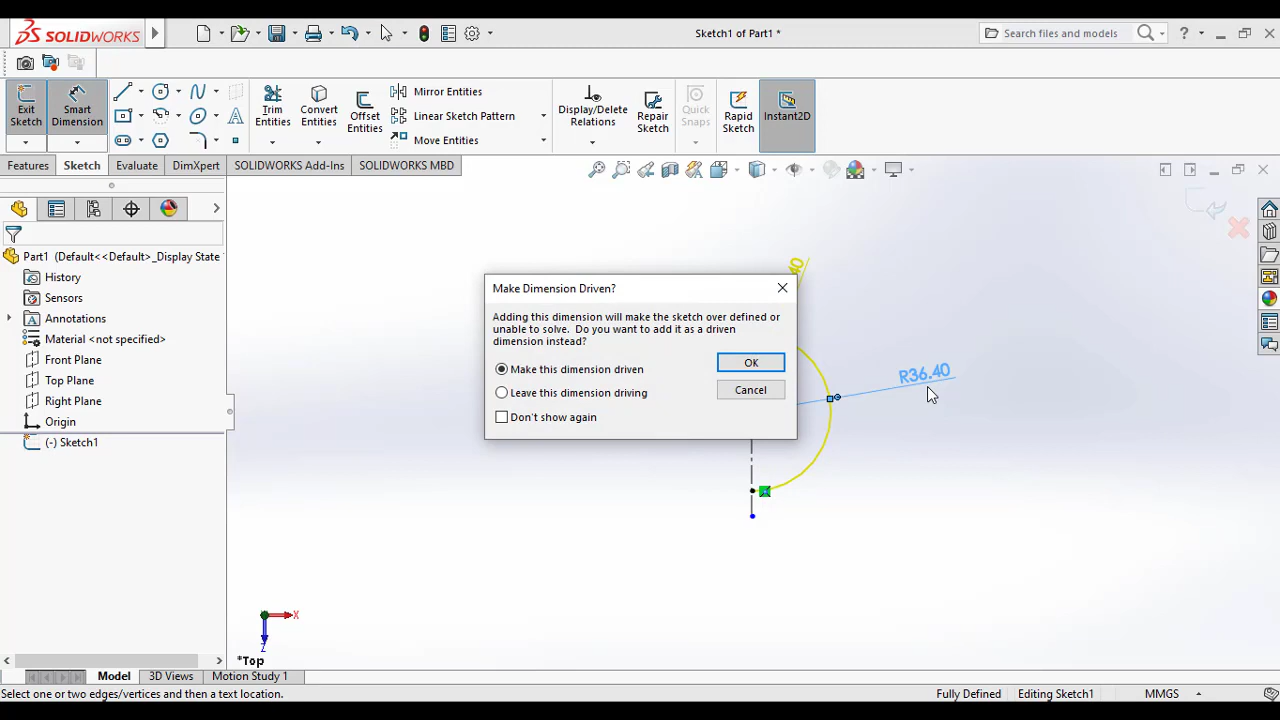 SOLIDWORKS
Sketch1 of Part1 *
Search files and models
?
Exit Sketch
Smart Dimension
Trim Entities
Convert Entities
Offset Entities
Mirror Entities
Linear Sketch Pattern
Move Entities
Display/Delete Relations
Repair Sketch
Quick Snaps
Rapid Sketch
Instant2D
Features
Sketch
Evaluate
DimXpert
SOLIDWORKS Add-Ins
SOLIDWORKS MBD
Part1 (Default<<Default>_Display State
History
Sensors
Annotations
Material <not specified>
Front Plane
Top Plane
Right Plane
Origin
(-) Sketch1
Make Dimension Driven?
Adding this dimension will make the sketch over defined or
unable to solve. Do you want to add it as a driven
dimension instead?
Make this dimension driven
Leave this dimension driving
Don't show again
OK
Cancel
R36.40
X
Z
*Top
Model
3D Views
Motion Study 1
Select one or two edges/vertices and then a text location.
Fully Defined
Editing Sketch1
MMGS